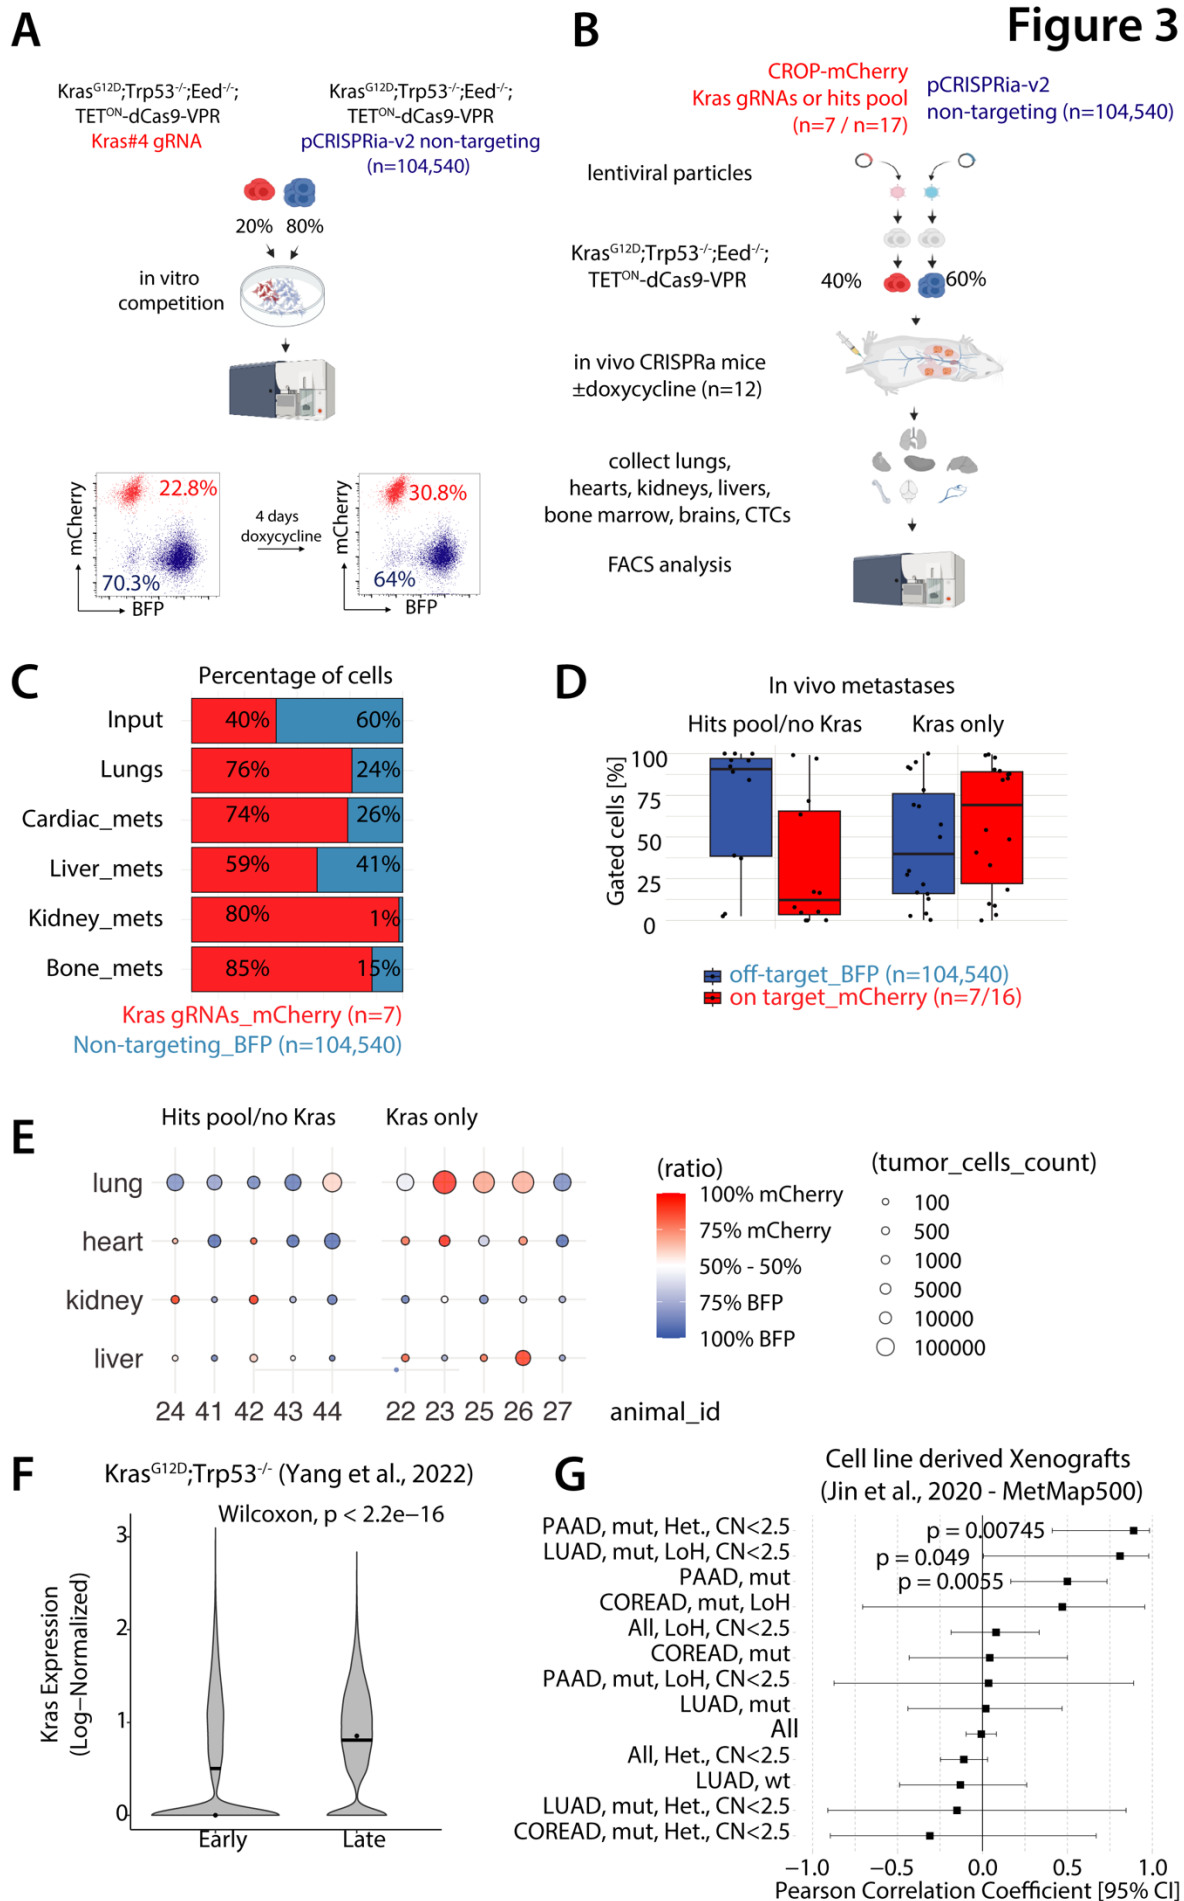 Figure 3
A
Kras^G12D;Trp53^-/-;Eed^-/-;
TET^ON-dCas9-VPR
Kras#4 gRNA
Kras^G12D;Trp53^-/-;Eed^-/-;
TET^ON-dCas9-VPR
pCRISPRia-v2 non-targeting
(n=104,540)
20%
80%
in vitro
competition
mCherry
22.8%
70.3%
BFP
4 days
doxycycline
mCherry
30.8%
64%
BFP
B
CROP-mCherry
Kras gRNAs or hits pool
(n=7 / n=17)
pCRISPRia-v2
non-targeting (n=104,540)
lentiviral particles
Kras^G12D;Trp53^-/-;Eed^-/-;
TET^ON-dCas9-VPR
40%
60%
in vivo CRISPRa mice
±doxycycline (n=12)
collect lungs,
hearts, kidneys, livers,
bone marrow, brains, CTCs
FACS analysis
C
Percentage of cells
Input 40% 60%
Lungs 76% 24%
Cardiac_mets 74% 26%
Liver_mets 59% 41%
Kidney_mets 80% 1%
Bone_mets 85% 15%
Kras gRNAs_mCherry (n=7)
Non-targeting_BFP (n=104,540)
D
In vivo metastases
Hits pool/no Kras
Kras only
Gated cells [%]
100
75
50
25
0
off-target_BFP (n=104,540)
on target_mCherry (n=7/16)
E
Hits pool/no Kras
Kras only
lung
heart
kidney
liver
24 41 42 43 44 22 23 25 26 27 animal_id
(ratio)
100% mCherry
75% mCherry
50% - 50%
75% BFP
100% BFP
(tumor_cells_count)
100
500
1000
5000
10000
100000
F
Kras^G12D;Trp53^-/- (Yang et al., 2022)
Wilcoxon, p < 2.2e−16
Kras Expression
(Log−Normalized)
3
2
1
0
Early
Late
G
Cell line derived Xenografts
(Jin et al., 2020 - MetMap500)
PAAD, mut, Het., CN<2.5 p = 0.00745
LUAD, mut, LoH, CN<2.5 p = 0.049
PAAD, mut p = 0.0055
COREAD, mut, LoH
All, LoH, CN<2.5
COREAD, mut
PAAD, mut, LoH, CN<2.5
LUAD, mut
All
All, Het., CN<2.5
LUAD, wt
LUAD, mut, Het., CN<2.5
COREAD, mut, Het., CN<2.5
−1.0 −0.5 0.0 0.5 1.0
Pearson Correlation Coefficient [95% CI]